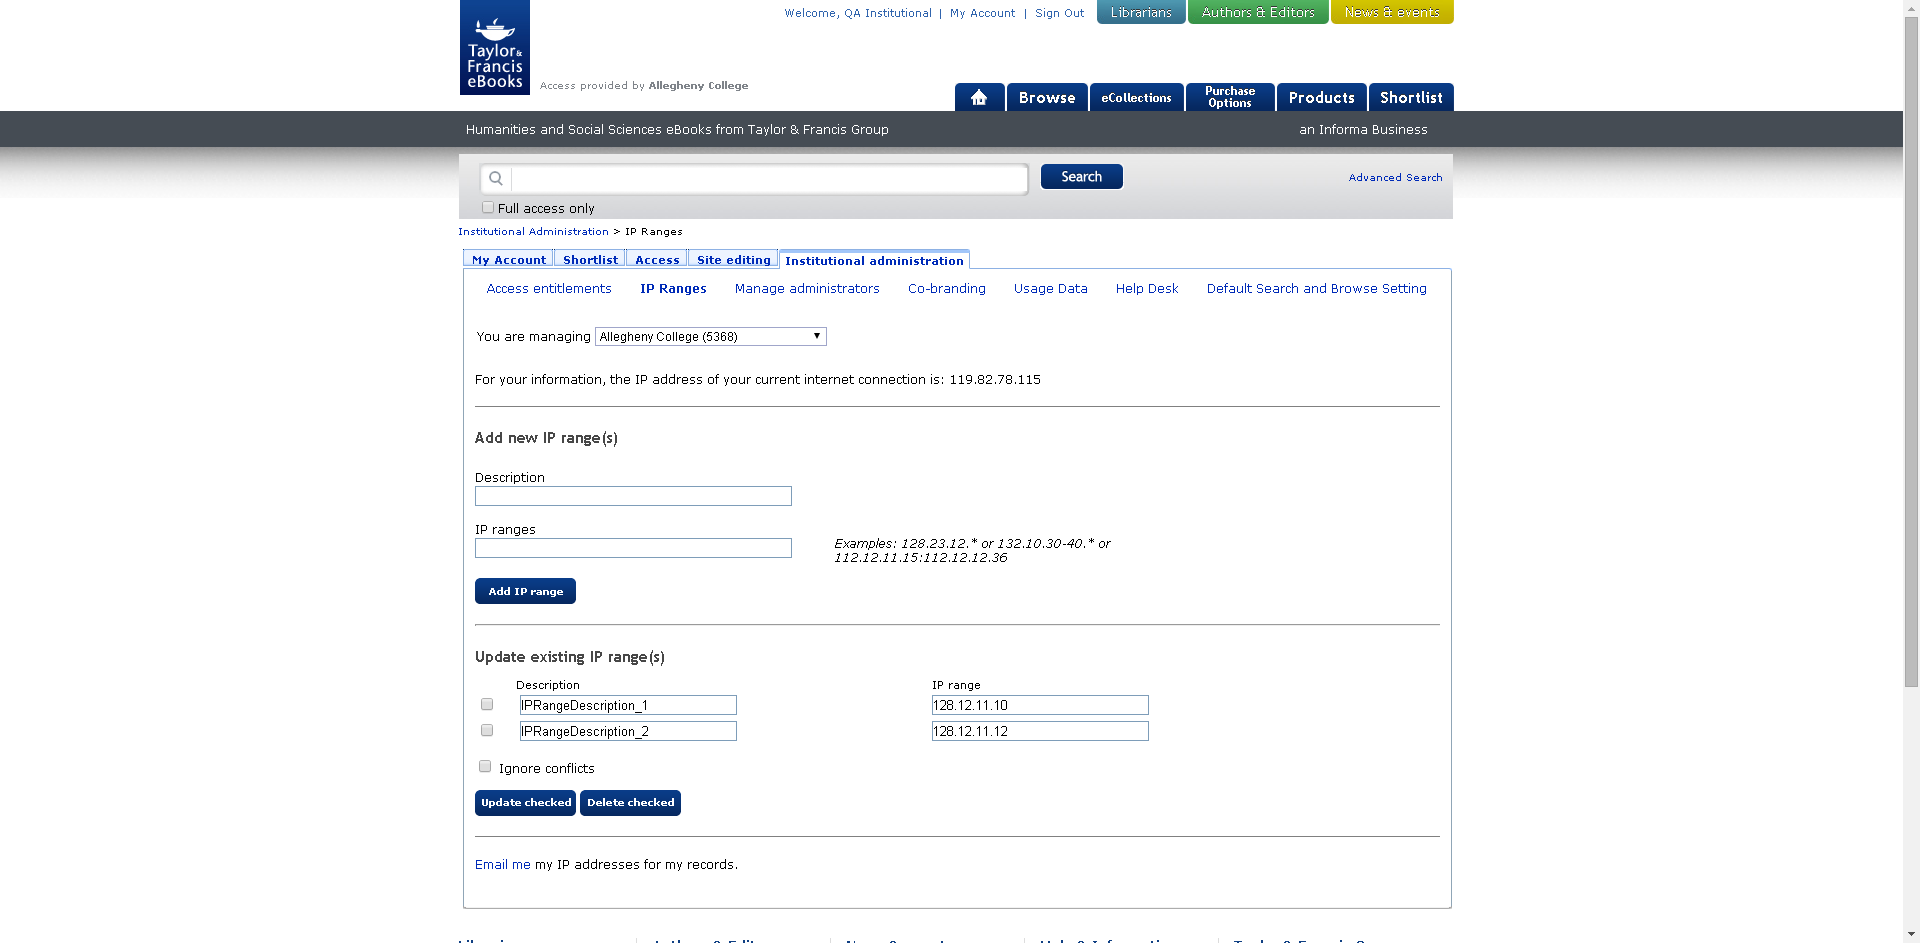 Welcome, QA Institutional | My Account | Sign Out
Librarians
Authors & Editors
News & events
Taylor &
Francis
eBooks
Access provided by Allegheny College
Browse
eCollections
Purchase
Options
Products
Shortlist
Humanities and Social Sciences eBooks from Taylor & Francis Group
an Informa Business
Search
Advanced Search
Full access only
Institutional Administration > IP Ranges
My Account
Shortlist
Access
Site editing
Institutional administration
Access entitlements
IP Ranges
Manage administrators
Co-branding
Usage Data
Help Desk
Default Search and Browse Setting
You are managing
Allegheny College (5368)
For your information, the IP address of your current internet connection is: 119.82.78.115
Add new IP range(s)
Description
IP ranges
Examples: 128.23.12.* or 132.10.30-40.* or
112.12.11.15:112.12.12.36
Add IP range
Update existing IP range(s)
Description
IP range
IPRangeDescription_1
128.12.11.10
IPRangeDescription_2
128.12.11.12
Ignore conflicts
Update checked
Delete checked
Email me my IP addresses for my records.